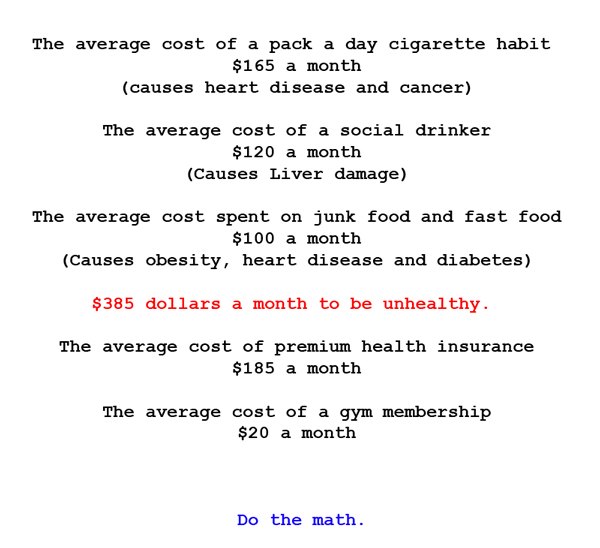 The average cost of a pack a day cigarette habit
$165 a month
(causes heart disease and cancer)
The average cost of a social drinker
$120 a month
(Causes Liver damage)
The average cost spent on junk food and fast food
$100 a month
(Causes obesity, heart disease and diabetes)
$385 dollars a month to be unhealthy.
The average cost of premium health insurance
$185 a month
The average cost of a gym membership
$20 a month
Do the math.